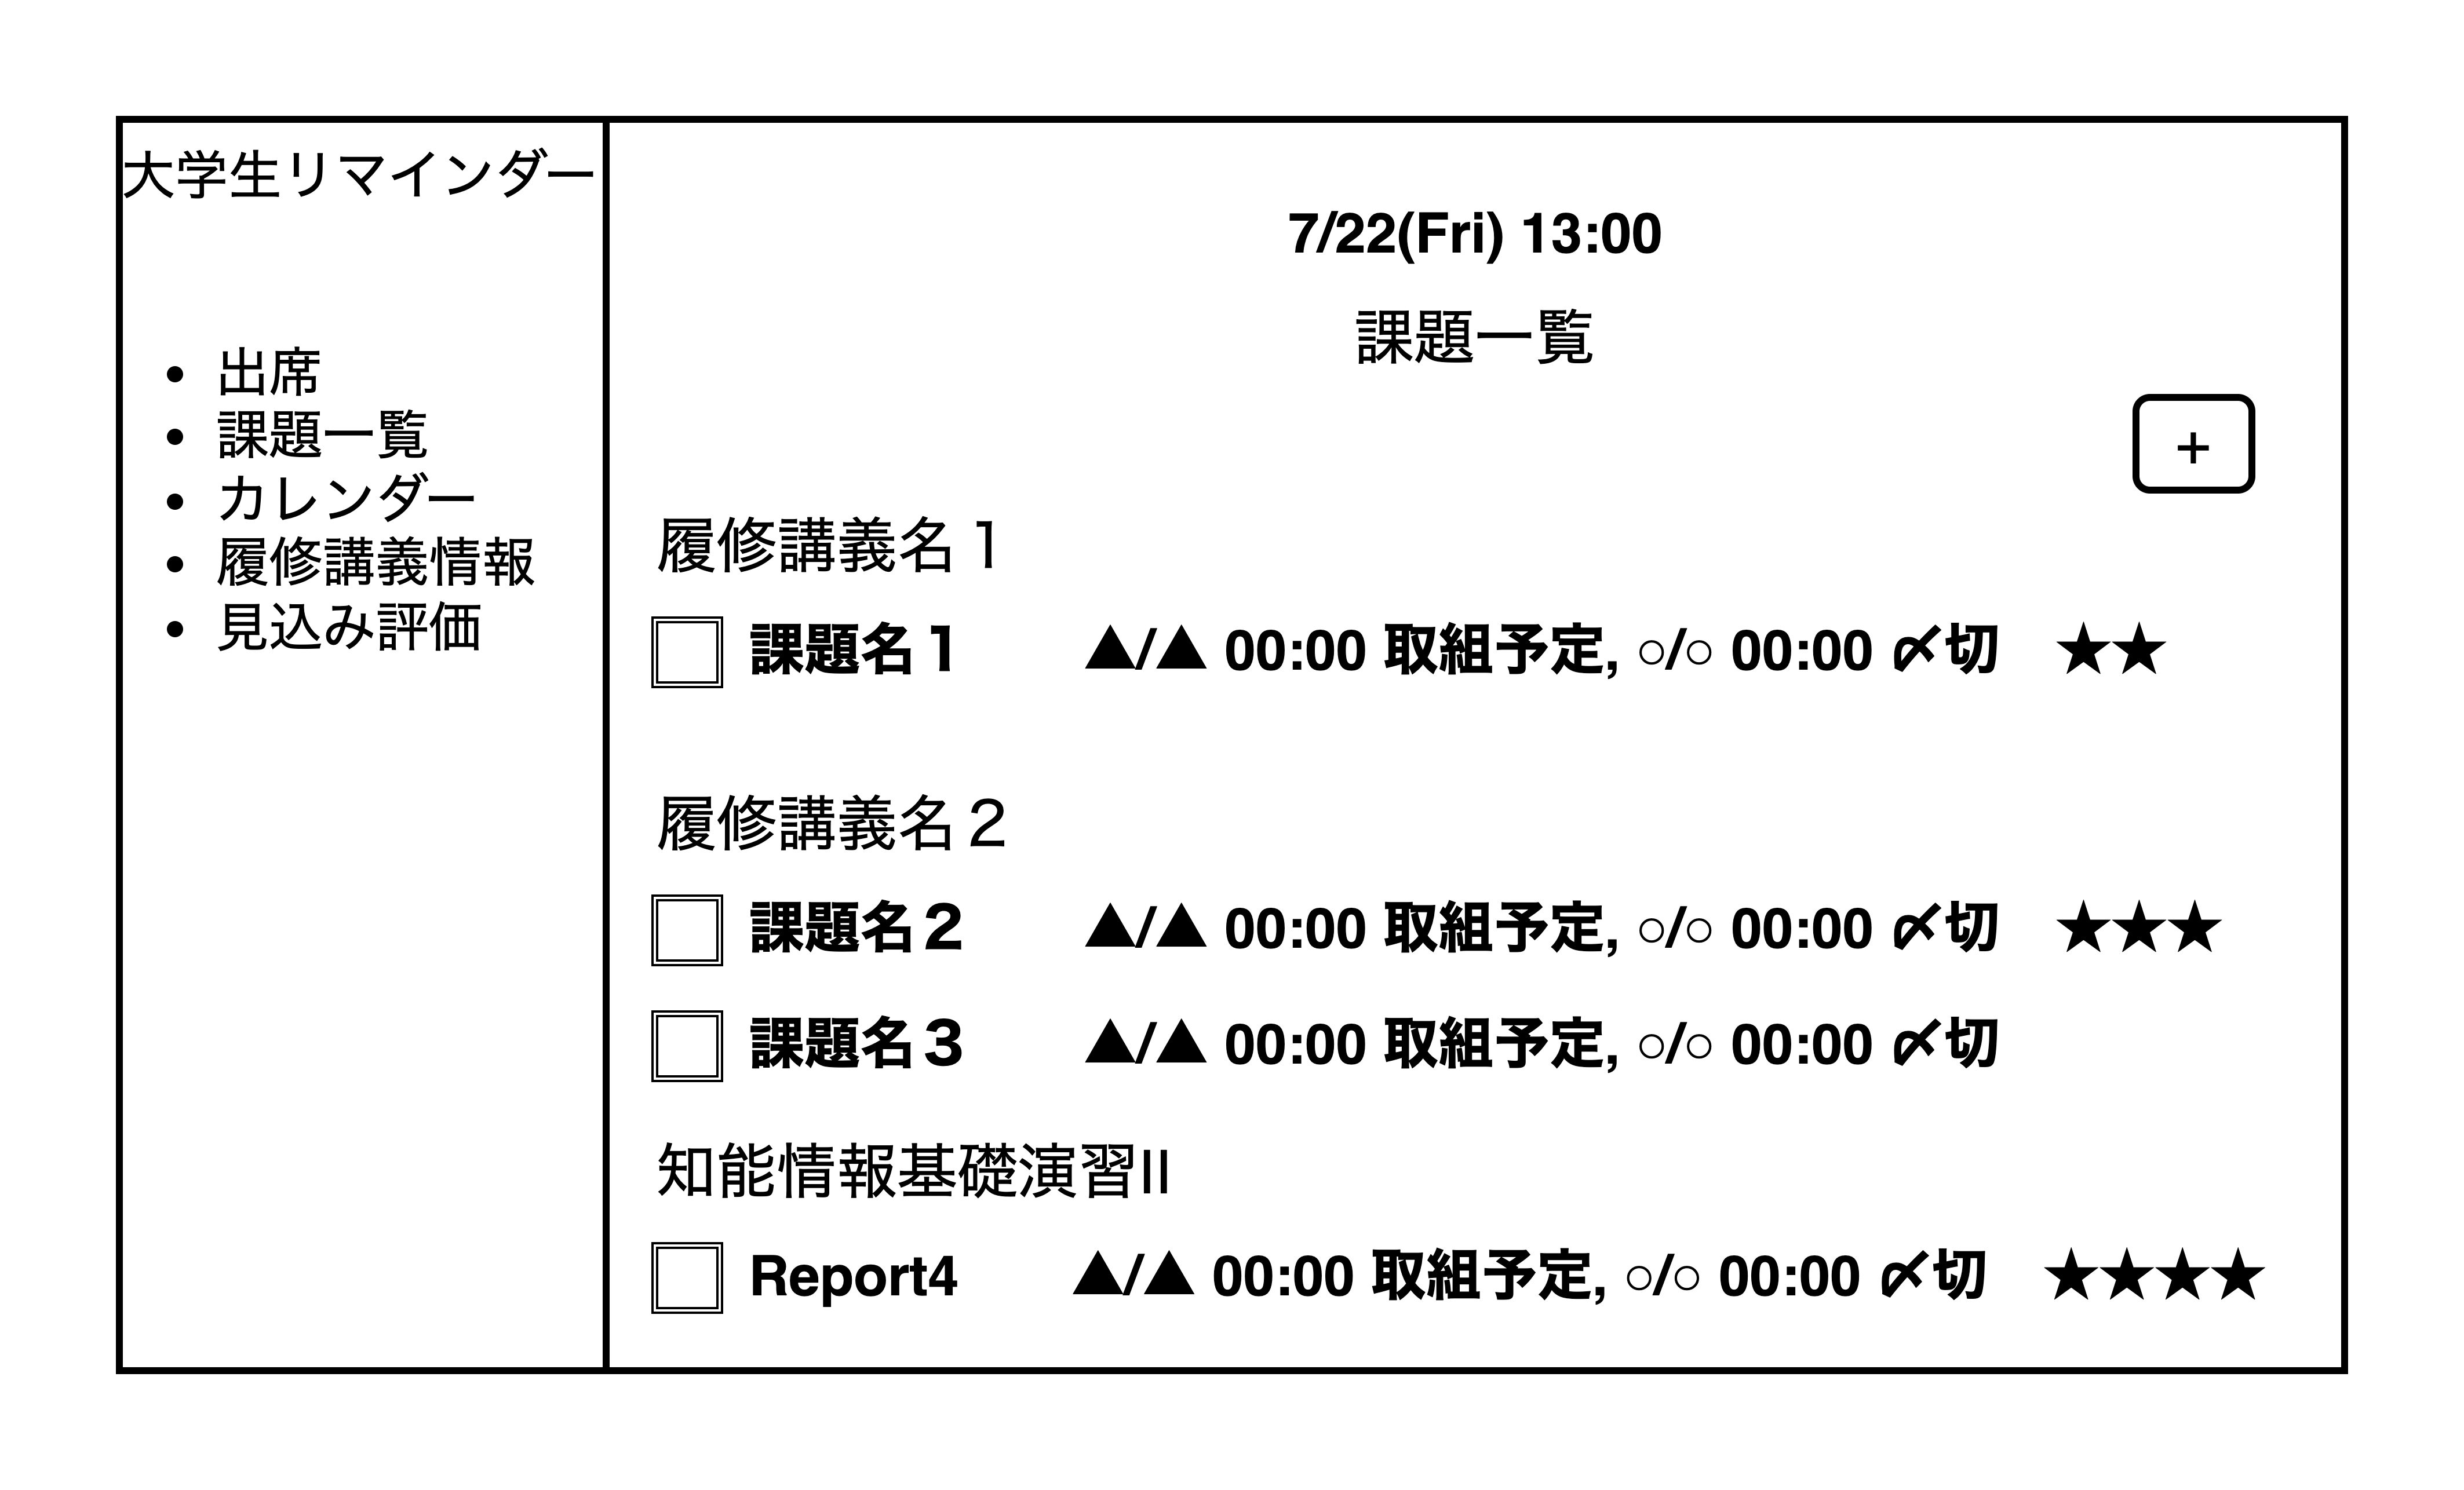 大学生リマインダー
• 出席
• 課題一覧
• カレンダー
• 履修講義情報
• 見込み評価
7/22(Fri) 13:00
課題一覧
+
履修講義名１
課題名１ ▲/▲ 00:00 取組予定, ○/○ 00:00 〆切 ★★
履修講義名２
課題名２ ▲/▲ 00:00 取組予定, ○/○ 00:00 〆切 ★★★
課題名３ ▲/▲ 00:00 取組予定, ○/○ 00:00 〆切
知能情報基礎演習II
Report4 ▲/▲ 00:00 取組予定, ○/○ 00:00 〆切 ★★★★